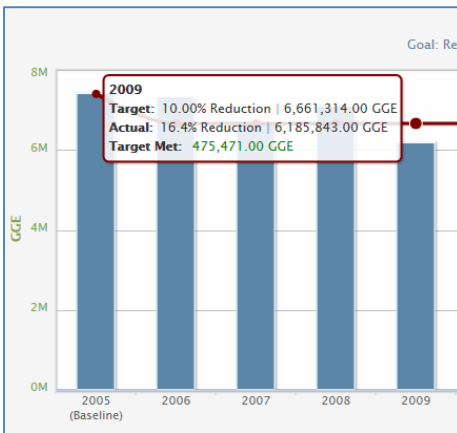 Goal: Re
8M
2009
Target: 10.00% Reduction | 6,661,314.00 GGE
Actual: 16.4% Reduction | 6,185,843.00 GGE
Target Met: 475,471.00 GGE
6M
GGE
4M
2M
0M
2005 2006 2007 2008 2009
(Baseline)